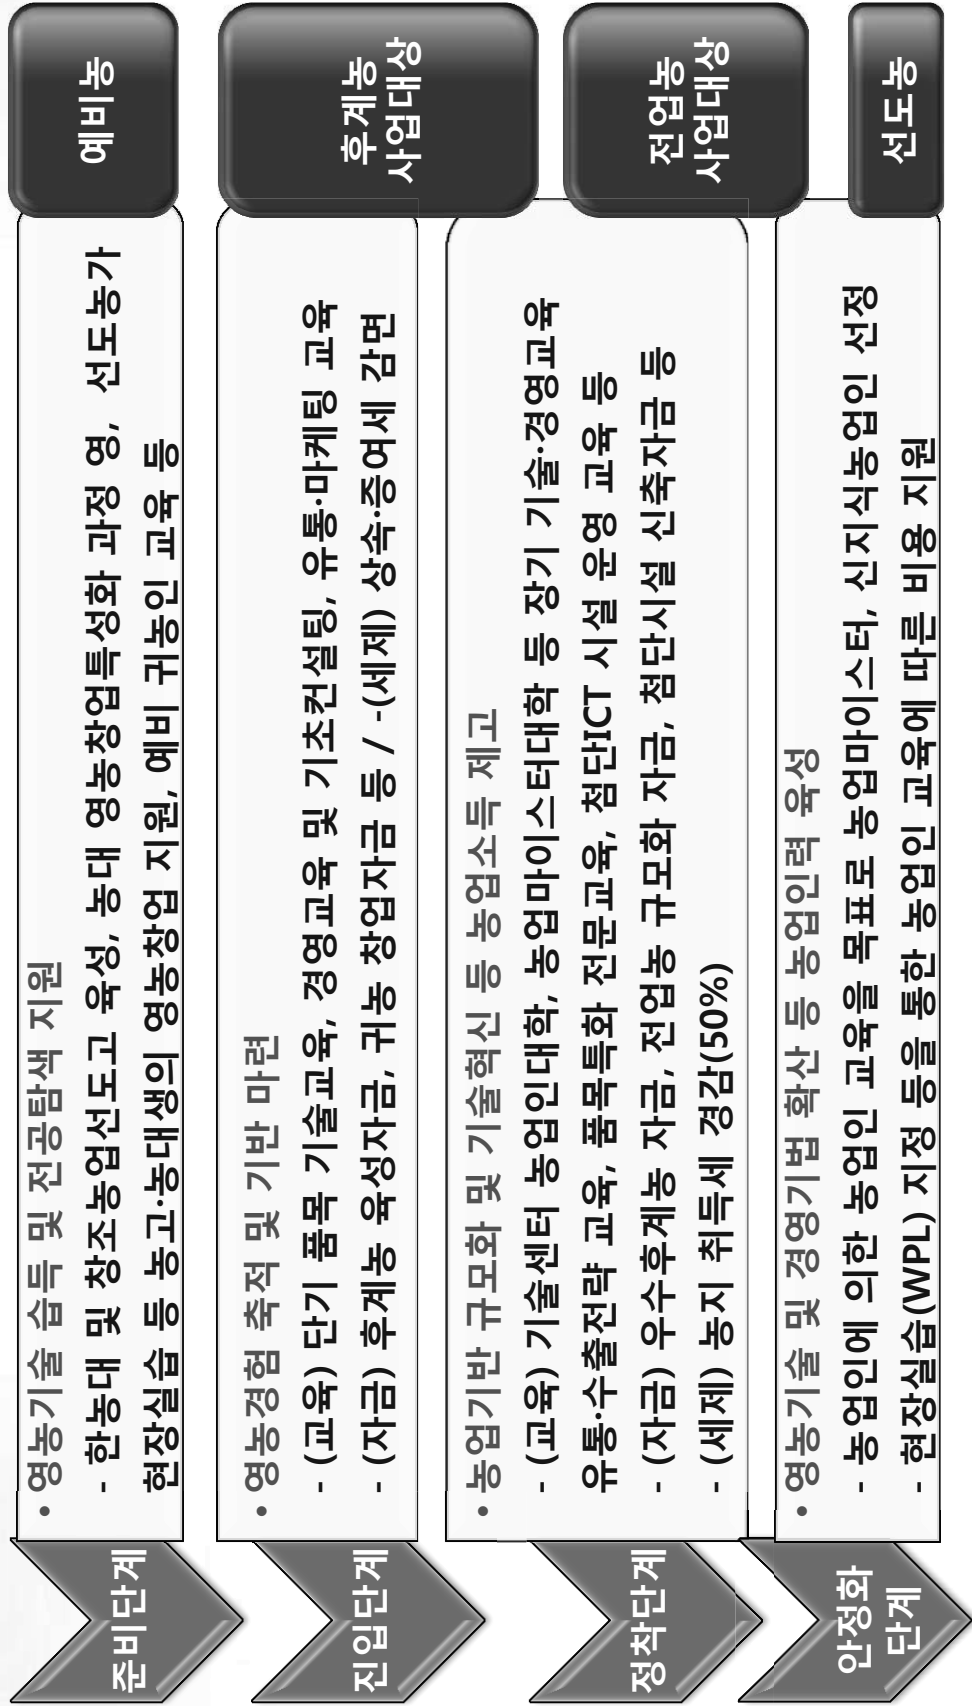 준비단계
• 영농기술 습득 및 전공탐색 지원
- 한농대 및 창조농업선도고 육성, 농대 영농창업특성화 과정 영, 선도농가
현장실습 등 농고·농대생의 영농창업 지원, 예비 귀농인 교육 등
예비농
진입단계
• 영농경험 축적 및 기반 마련
- (교육) 단기 품목 기술교육, 경영교육 및 기초컨설팅, 유통·마케팅 교육
- (자금) 후계농 육성자금, 귀농 창업자금 등 / -(세제) 상속·증여세 감면
후계농
사업대상
정착단계
• 농업기반 규모화 및 기술혁신 등 농업소득 제고
- (교육) 기술센터 농업인대학, 농업마이스터대학 등 장기 기술·경영교육
유통·수출전략 교육, 품목특화 전문교육, 첨단ICT 시설 운영 교육 등
- (자금) 우수후계농 자금, 전업농 규모화 자금, 첨단시설 신축자금 등
- (세제) 농지 취득세 경감(50%)
전업농
사업대상
안정화
단계
• 영농기술 및 경영기법 확산 등 농업인력 육성
- 농업인에 의한 농업인 교육을 목표로 농업마이스터, 신지식농업인 선정
- 현장실습(WPL) 지정 등을 통한 농업인 교육에 따른 비용 지원
선도농